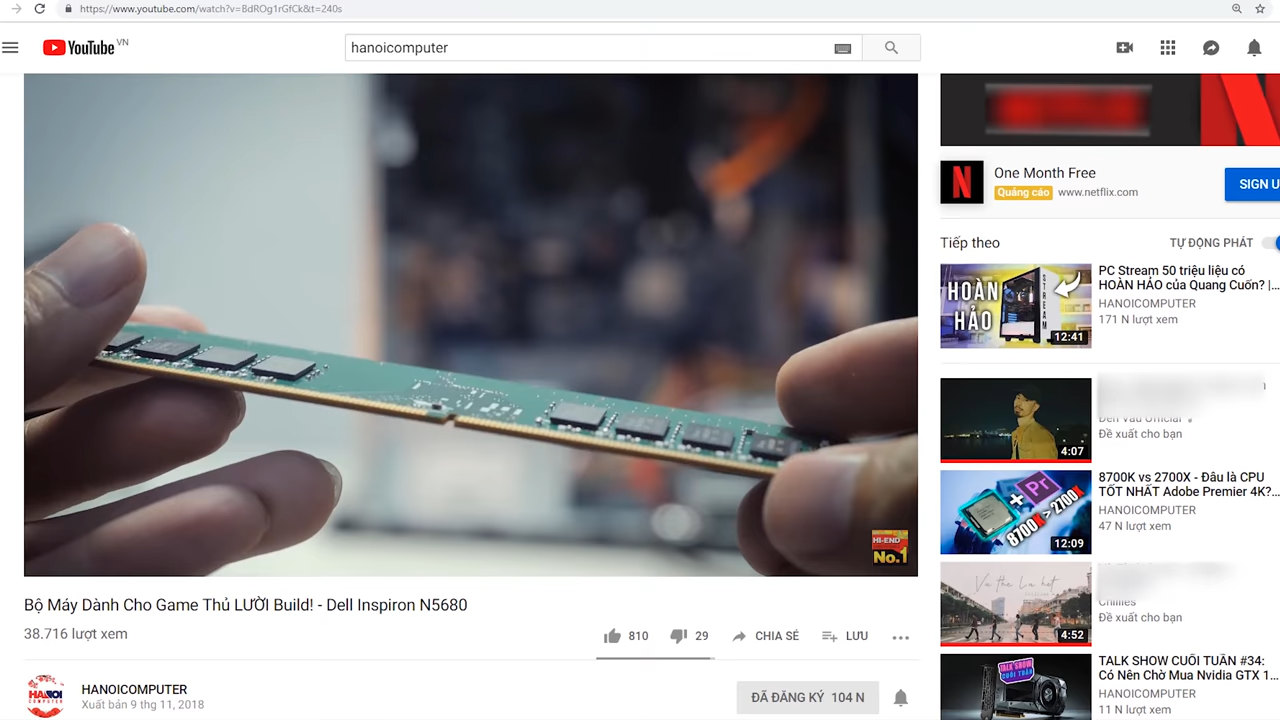 https://www.youtube.com/watch?v=BdROg1rGfCk&t=240s
YouTube VN
hanoicomputer
HI-END
No.1
Bộ Máy Dành Cho Game Thủ LƯỜI Build! - Dell Inspiron N5680
38.716 lượt xem
810
29
CHIA SẺ
LƯU
HANOI
COMPUTER
HANOICOMPUTER
Xuất bản 9 thg 11, 2018
ĐÃ ĐĂNG KÝ 104 N
N
One Month Free
Quảng cáo www.netflix.com
SIGN U
Tiếp theo
TỰ ĐỘNG PHÁT
HOÀN
HẢO
STREAM
12:41
PC Stream 50 triệu liệu có
HOÀN HẢO của Quang Cuốn? |...
HANOICOMPUTER
171 N lượt xem
4:07
Đề xuất cho bạn
+ Pr
8700K > 2700X
12:09
8700K vs 2700X - Đâu là CPU
TỐT NHẤT Adobe Premier 4K?...
HANOICOMPUTER
47 N lượt xem
4:52
Chillies
Đề xuất cho bạn
TALK SHOW
CUỐI TUẦN
TALK SHOW CUỐI TUẦN #34:
Có Nên Chờ Mua Nvidia GTX 1...
HANOICOMPUTER
11 N lượt xem